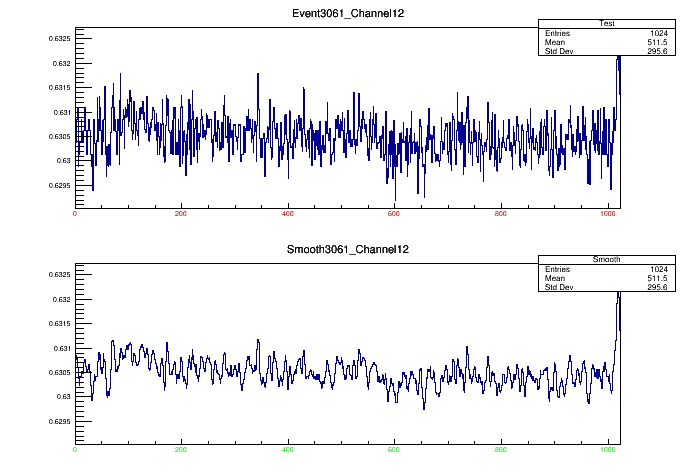 Event3061_Channel12
Test
Entries 1024
Mean 511.5
Std Dev 295.6
0.6325
0.632
0.6315
0.631
0.6305
0.63
0.6295
0 200 400 600 800 1000
Smooth3061_Channel12
Smooth
Entries 1024
Mean 511.5
Std Dev 295.6
0.6325
0.632
0.6315
0.631
0.6305
0.63
0.6295
0 200 400 600 800 1000